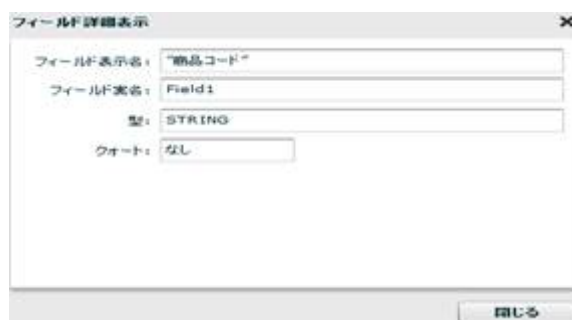 フィールド詳細表示
フィールド表示名: "商品コード"
フィールド実名: Field1
型: STRING
クォート: なし
閉じる